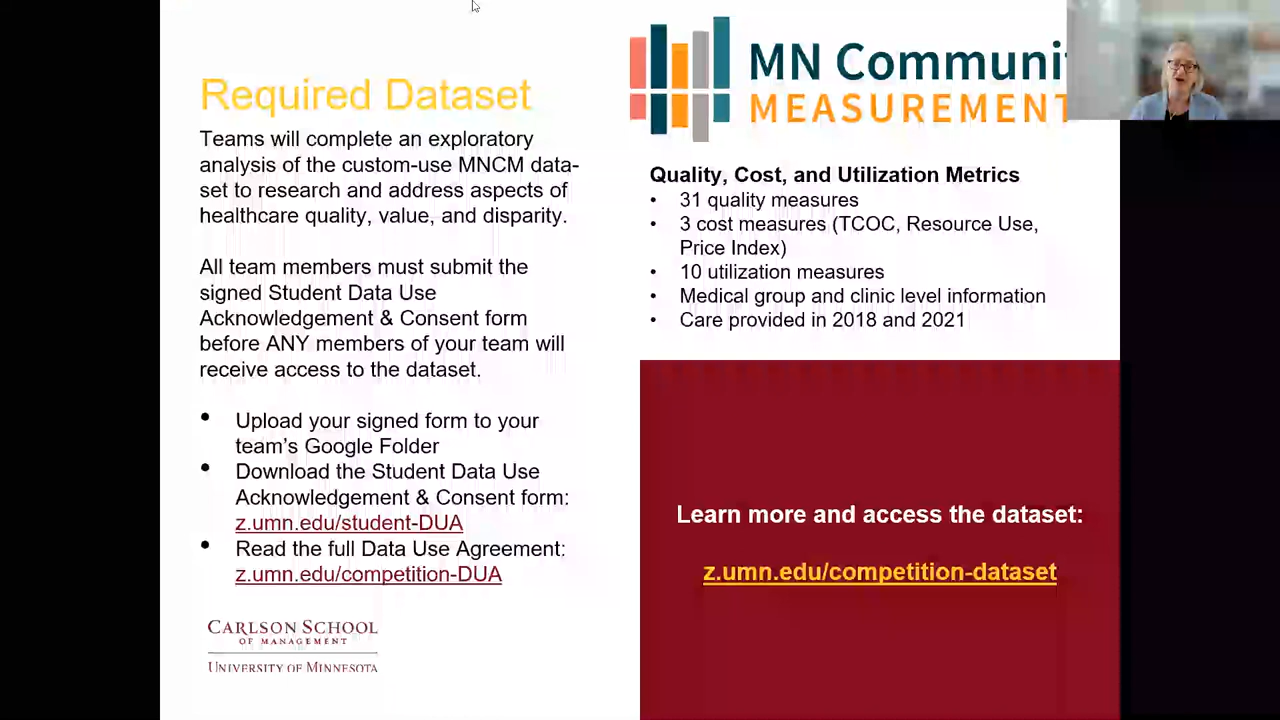 Required Dataset
Teams will complete an exploratory
analysis of the custom-use MNCM data-
set to research and address aspects of
healthcare quality, value, and disparity.
All team members must submit the
signed Student Data Use
Acknowledgement & Consent form
before ANY members of your team will
receive access to the dataset.
• Upload your signed form to your
team's Google Folder
• Download the Student Data Use
Acknowledgement & Consent form:
z.umn.edu/student-DUA
• Read the full Data Use Agreement:
z.umn.edu/competition-DUA
CARLSON SCHOOL
OF MANAGEMENT
UNIVERSITY OF MINNESOTA
MN Communi
MEASUREMENT
Quality, Cost, and Utilization Metrics
• 31 quality measures
• 3 cost measures (TCOC, Resource Use,
Price Index)
• 10 utilization measures
• Medical group and clinic level information
• Care provided in 2018 and 2021
Learn more and access the dataset:
z.umn.edu/competition-dataset